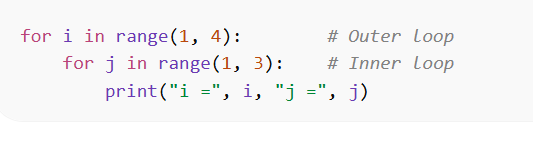 for i in range(1, 4):        # Outer loop
    for j in range(1, 3):    # Inner loop
        print("i =", i, "j =", j)